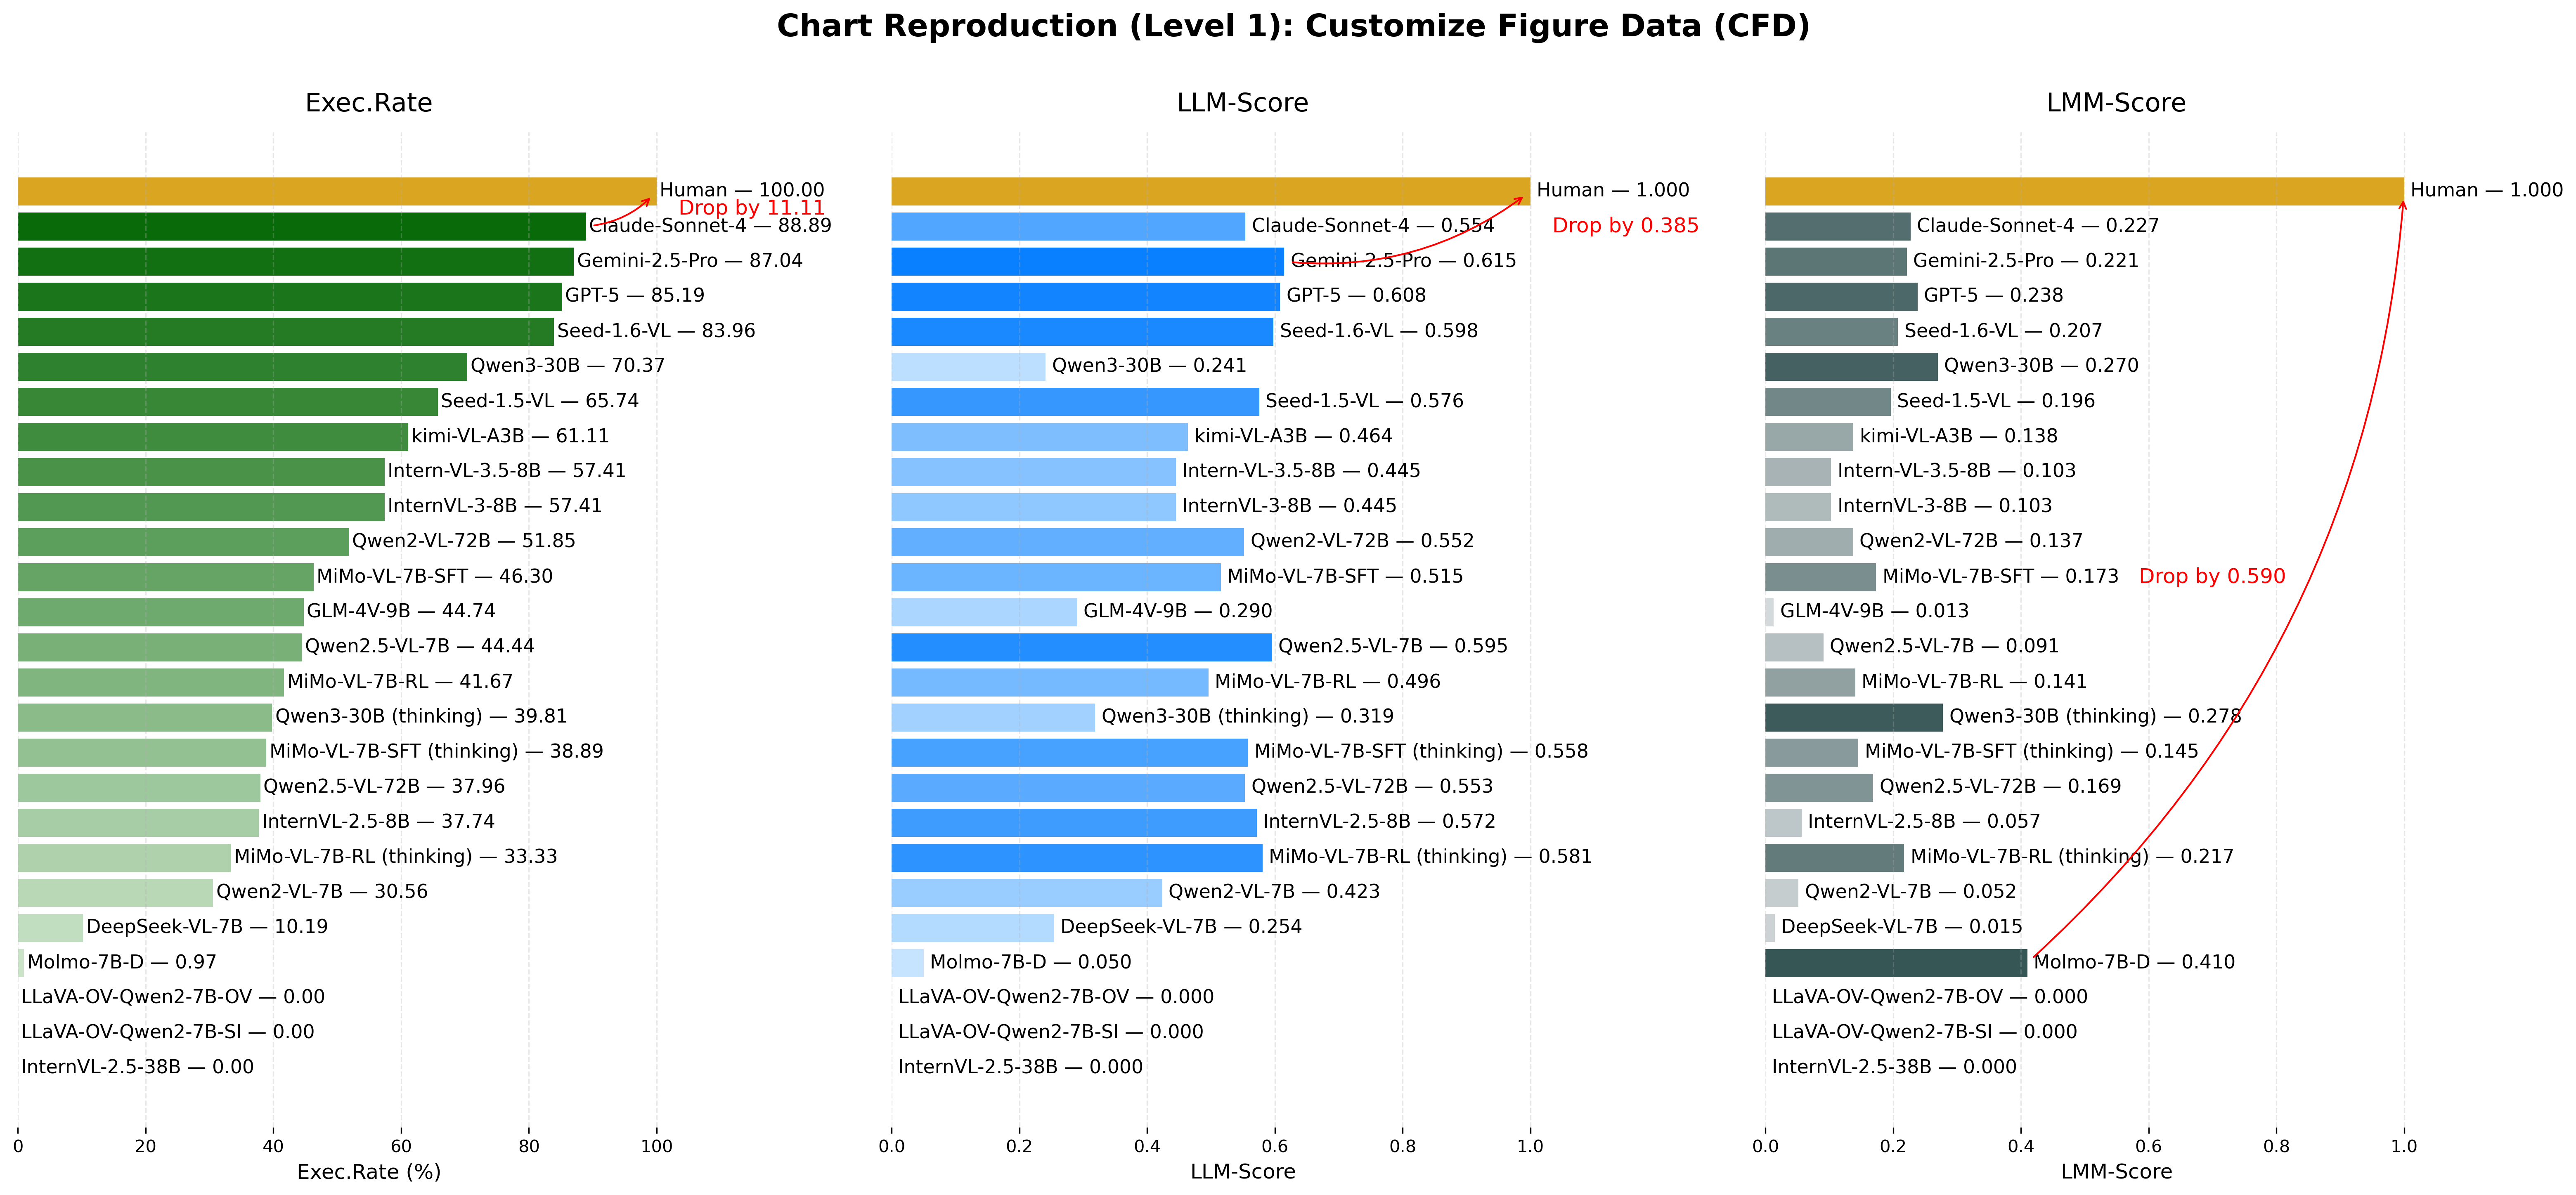 Chart Reproduction (Level 1): Customize Figure Data (CFD)
Exec.Rate
Human — 100.00
Drop by 11.11
Claude-Sonnet-4 — 88.89
Gemini-2.5-Pro — 87.04
GPT-5 — 85.19
Seed-1.6-VL — 83.96
Qwen3-30B — 70.37
Seed-1.5-VL — 65.74
kimi-VL-A3B — 61.11
Intern-VL-3.5-8B — 57.41
InternVL-3-8B — 57.41
Qwen2-VL-72B — 51.85
MiMo-VL-7B-SFT — 46.30
GLM-4V-9B — 44.74
Qwen2.5-VL-7B — 44.44
MiMo-VL-7B-RL — 41.67
Qwen3-30B (thinking) — 39.81
MiMo-VL-7B-SFT (thinking) — 38.89
Qwen2.5-VL-72B — 37.96
InternVL-2.5-8B — 37.74
MiMo-VL-7B-RL (thinking) — 33.33
Qwen2-VL-7B — 30.56
DeepSeek-VL-7B — 10.19
Molmo-7B-D — 0.97
LLaVA-OV-Qwen2-7B-OV — 0.00
LLaVA-OV-Qwen2-7B-SI — 0.00
InternVL-2.5-38B — 0.00
0 20 40 60 80 100
Exec.Rate (%)
LLM-Score
Human — 1.000
Claude-Sonnet-4 — 0.554
Drop by 0.385
Gemini-2.5-Pro — 0.615
GPT-5 — 0.608
Seed-1.6-VL — 0.598
Qwen3-30B — 0.241
Seed-1.5-VL — 0.576
kimi-VL-A3B — 0.464
Intern-VL-3.5-8B — 0.445
InternVL-3-8B — 0.445
Qwen2-VL-72B — 0.552
MiMo-VL-7B-SFT — 0.515
GLM-4V-9B — 0.290
Qwen2.5-VL-7B — 0.595
MiMo-VL-7B-RL — 0.496
Qwen3-30B (thinking) — 0.319
MiMo-VL-7B-SFT (thinking) — 0.558
Qwen2.5-VL-72B — 0.553
InternVL-2.5-8B — 0.572
MiMo-VL-7B-RL (thinking) — 0.581
Qwen2-VL-7B — 0.423
DeepSeek-VL-7B — 0.254
Molmo-7B-D — 0.050
LLaVA-OV-Qwen2-7B-OV — 0.000
LLaVA-OV-Qwen2-7B-SI — 0.000
InternVL-2.5-38B — 0.000
0.0 0.2 0.4 0.6 0.8 1.0
LLM-Score
LMM-Score
Human — 1.000
Claude-Sonnet-4 — 0.227
Gemini-2.5-Pro — 0.221
GPT-5 — 0.238
Seed-1.6-VL — 0.207
Qwen3-30B — 0.270
Seed-1.5-VL — 0.196
kimi-VL-A3B — 0.138
Intern-VL-3.5-8B — 0.103
InternVL-3-8B — 0.103
Qwen2-VL-72B — 0.137
MiMo-VL-7B-SFT — 0.173
Drop by 0.590
GLM-4V-9B — 0.013
Qwen2.5-VL-7B — 0.091
MiMo-VL-7B-RL — 0.141
Qwen3-30B (thinking) — 0.278
MiMo-VL-7B-SFT (thinking) — 0.145
Qwen2.5-VL-72B — 0.169
InternVL-2.5-8B — 0.057
MiMo-VL-7B-RL (thinking) — 0.217
Qwen2-VL-7B — 0.052
DeepSeek-VL-7B — 0.015
Molmo-7B-D — 0.410
LLaVA-OV-Qwen2-7B-OV — 0.000
LLaVA-OV-Qwen2-7B-SI — 0.000
InternVL-2.5-38B — 0.000
0.0 0.2 0.4 0.6 0.8 1.0
LMM-Score